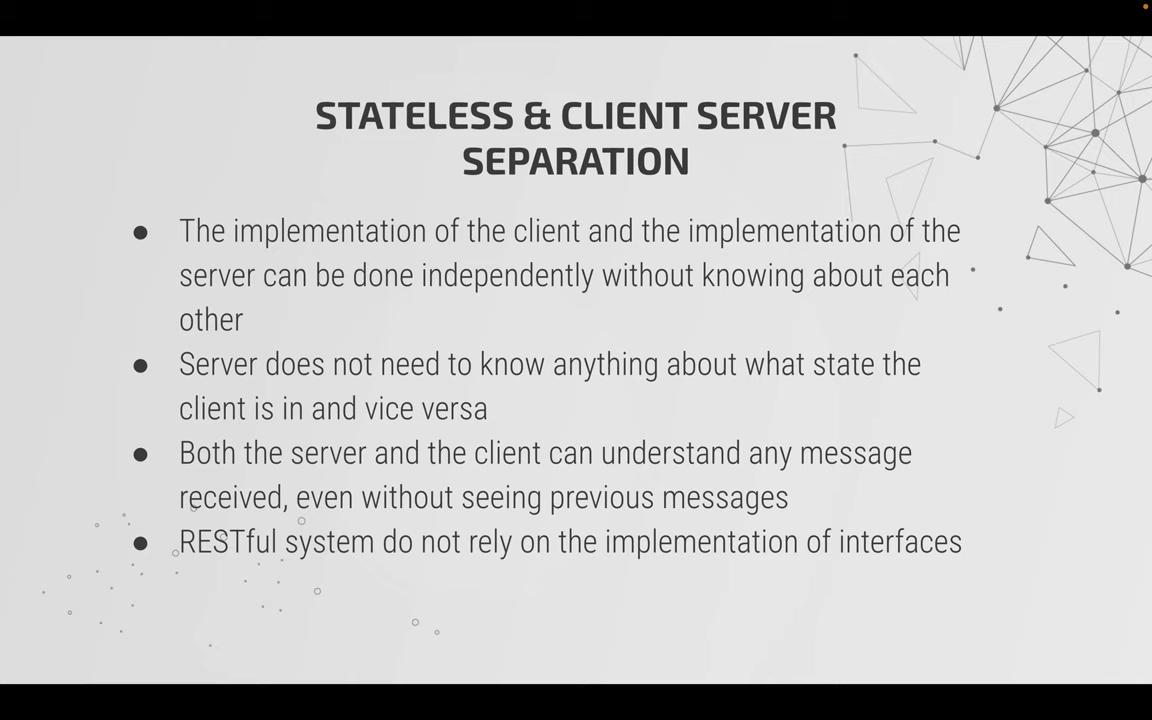 STATELESS & CLIENT SERVER
SEPARATION
● The implementation of the client and the implementation of the
server can be done independently without knowing about each
other
● Server does not need to know anything about what state the
client is in and vice versa
● Both the server and the client can understand any message
received, even without seeing previous messages
● RESTful system do not rely on the implementation of interfaces